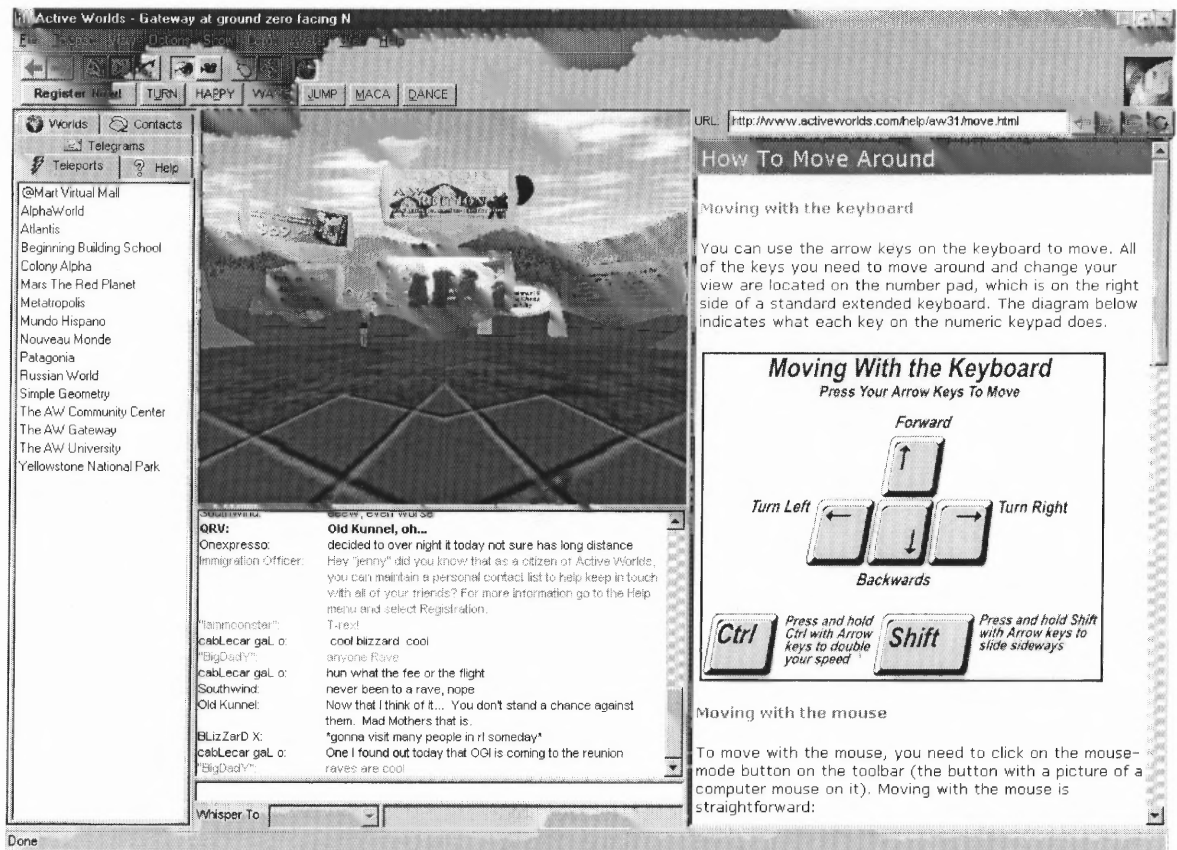 Active Worlds - Gateway at ground zero facing N
Options Show
Help
Register
TURN
HAPPY
JUMP
MACA
DANCE
Worlds
Contacts
Telegrams
Teleports
Help
@Mart Virtual Mall
AlphaWorld
Atlantis
Beginning Building School
Colony Alpha
Mars The Red Planet
Metatropolis
Mundo Hispano
Nouveau Monde
Patagonia
Russian World
Simple Geometry
The AW Community Center
The AW Gateway
The AW University
Yellowstone National Park
REUNION
Southwind: eeew, even worse
QRV: Old Kunnel, oh...
Onexpresso: decided to over night it today not sure has long distance
Immigration Officer: Hey "jenny" did you know that as a citizen of Active Worlds,
you can maintain a personal contact list to help keep in touch
with all of your friends? For more information go to the Help
menu and select Registration.
"Iammoonster": T-rex!
cabLecar gaL o: cool blizzard cool
"BigDadY": anyone Rave
cabLecar gaL o: hun what the fee or the flight
Southwind: never been to a rave, nope
Old Kunnel: Now that I think of it... You don't stand a chance against
them. Mad Mothers that is.
BLizZarD X: *gonna visit many people in rl someday*
cabLecar gaL o: One I found out today that OGI is coming to the reunion
"BigDadY": raves are cool
Whisper To
Done
URL: http://www.activeworlds.com/help/aw31/move.html
How To Move Around
Moving with the keyboard
You can use the arrow keys on the keyboard to move. All
of the keys you need to move around and change your
view are located on the number pad, which is on the right
side of a standard extended keyboard. The diagram below
indicates what each key on the numeric keypad does.
Moving With the Keyboard
Press Your Arrow Keys To Move
Forward
Turn Left
Turn Right
Backwards
Ctrl
Press and hold
Ctrl with Arrow
keys to double
your speed
Shift
Press and hold Shift
with Arrow keys to
slide sideways
Moving with the mouse
To move with the mouse, you need to click on the mouse-
mode button on the toolbar (the button with a picture of a
computer mouse on it). Moving with the mouse is
straightforward: